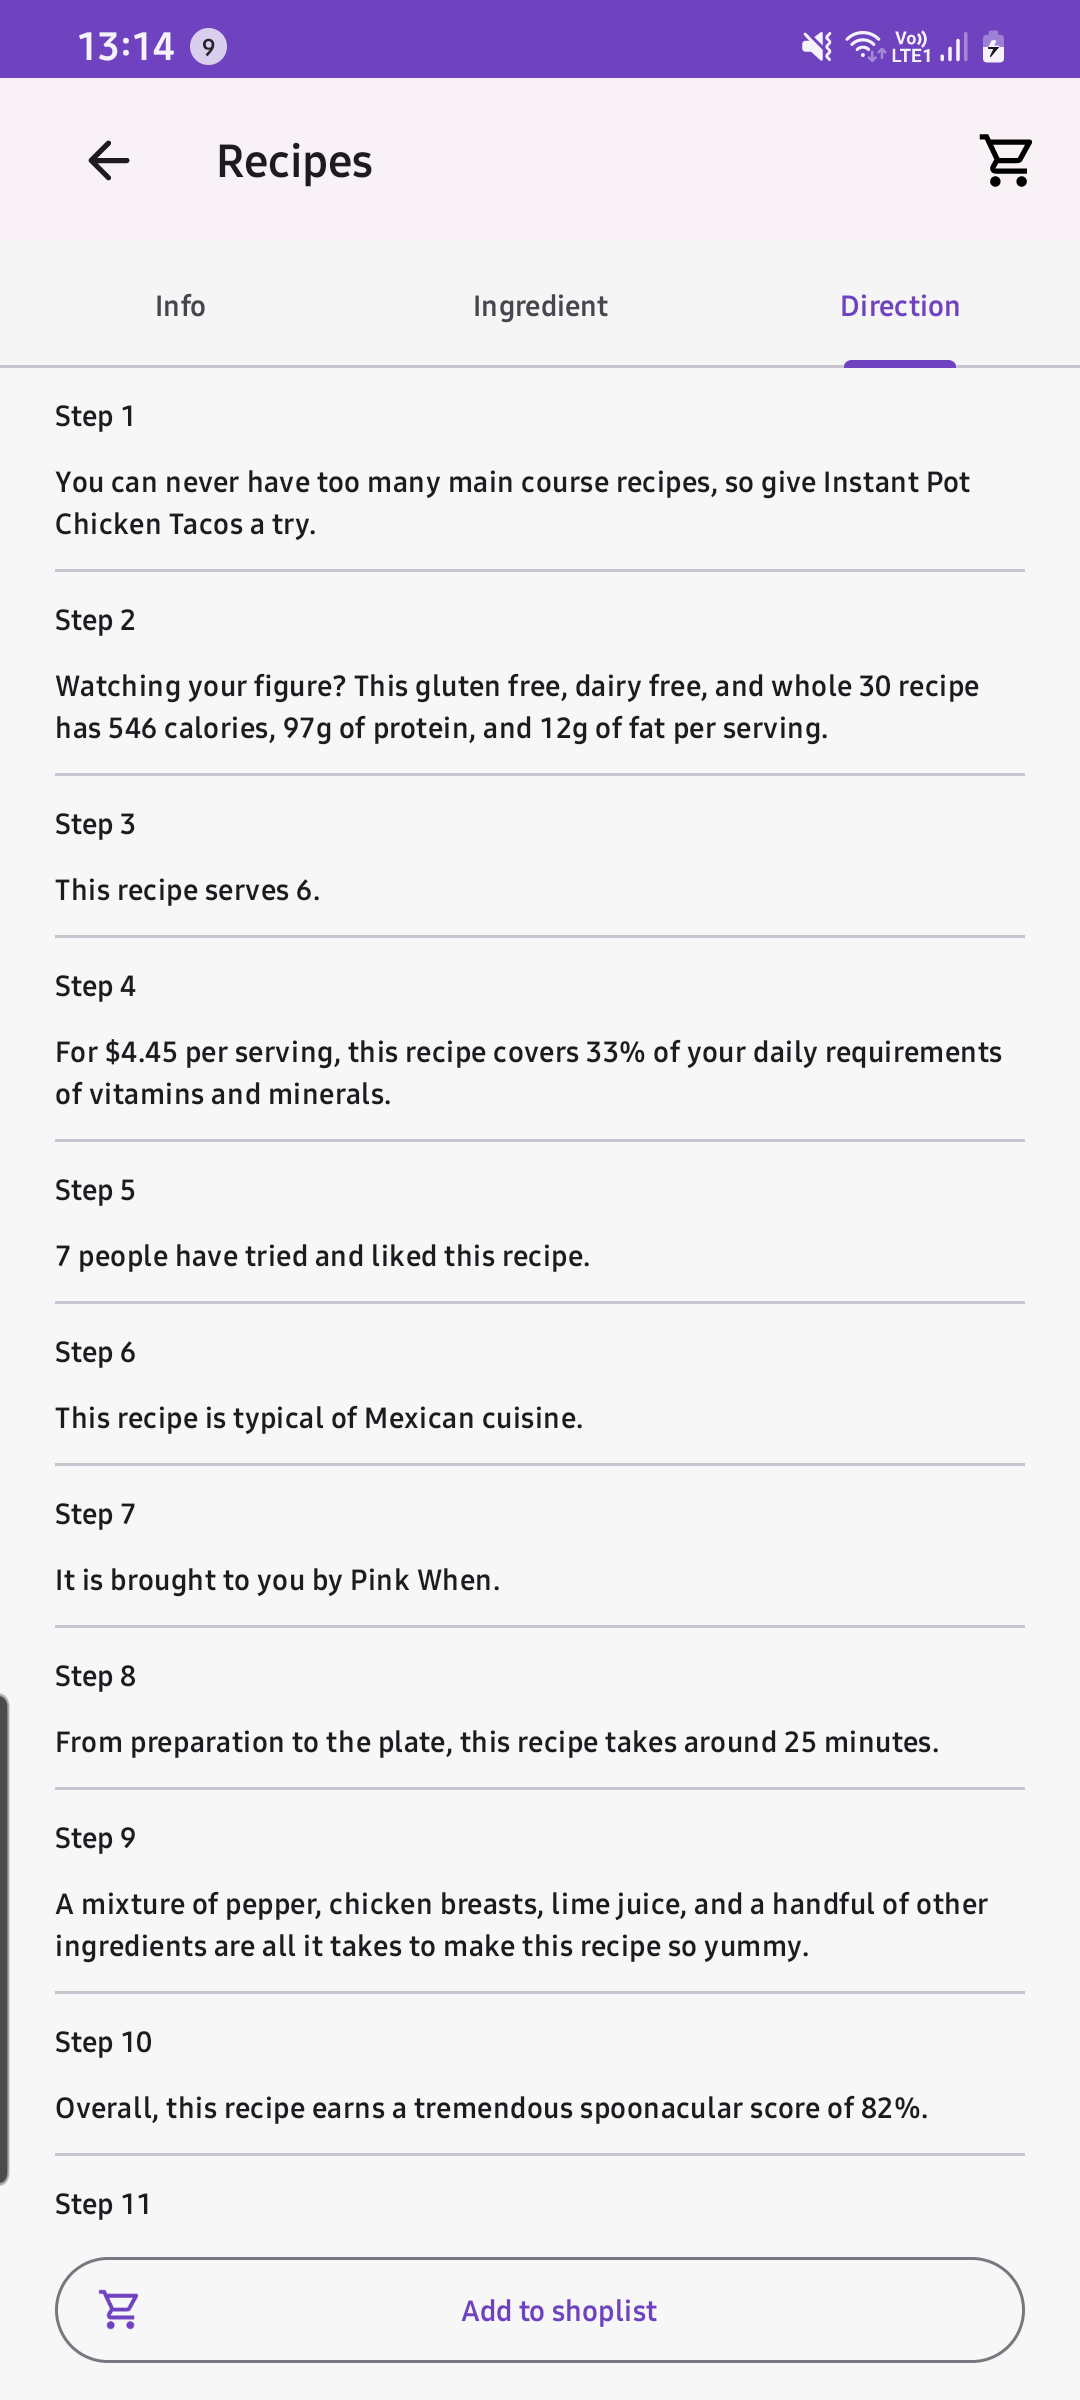 13:14 9 Vo)) LTE1
Recipes
Info Ingredient Direction
Step 1
You can never have too many main course recipes, so give Instant Pot
Chicken Tacos a try.
Step 2
Watching your figure? This gluten free, dairy free, and whole 30 recipe
has 546 calories, 97g of protein, and 12g of fat per serving.
Step 3
This recipe serves 6.
Step 4
For $4.45 per serving, this recipe covers 33% of your daily requirements
of vitamins and minerals.
Step 5
7 people have tried and liked this recipe.
Step 6
This recipe is typical of Mexican cuisine.
Step 7
It is brought to you by Pink When.
Step 8
From preparation to the plate, this recipe takes around 25 minutes.
Step 9
A mixture of pepper, chicken breasts, lime juice, and a handful of other
ingredients are all it takes to make this recipe so yummy.
Step 10
Overall, this recipe earns a tremendous spoonacular score of 82%.
Step 11
Add to shoplist